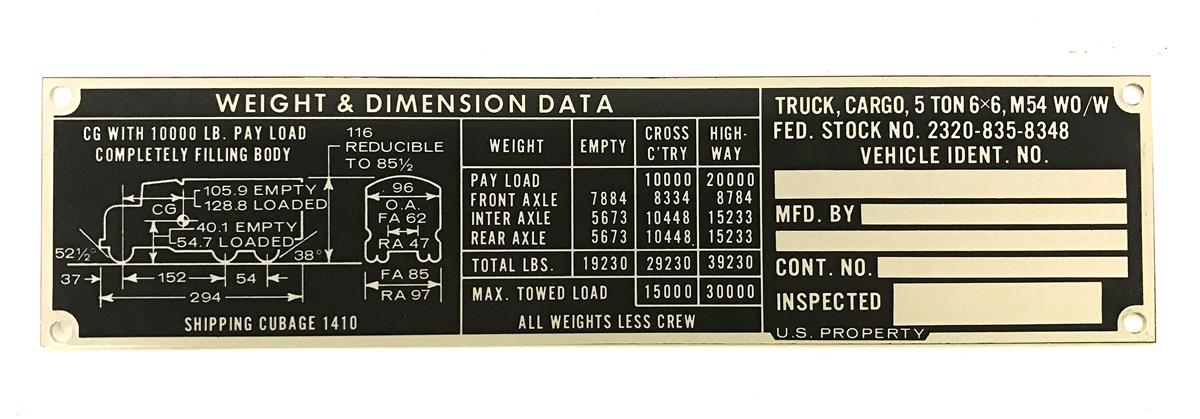 WEIGHT & DIMENSION DATA
CG WITH 10000 LB. PAY LOAD
COMPLETELY FILLING BODY
116
REDUCIBLE
TO 85½
105.9 EMPTY
128.8 LOADED
CG
40.1 EMPTY
54.7 LOADED
52½°
38°
37
152
54
294
96
O.A.
FA 62
RA 47
FA 85
RA 97
SHIPPING CUBAGE 1410
WEIGHT EMPTY CROSS C'TRY HIGH-WAY
PAY LOAD 10000 20000
FRONT AXLE 7884 8334 8784
INTER AXLE 5673 10448 15233
REAR AXLE 5673 10448 15233
TOTAL LBS. 19230 29230 39230
MAX. TOWED LOAD 15000 30000
ALL WEIGHTS LESS CREW
TRUCK, CARGO, 5 TON 6×6, M54 WO/W
FED. STOCK NO. 2320-835-8348
VEHICLE IDENT. NO.
MFD. BY
CONT. NO.
INSPECTED
U.S. PROPERTY